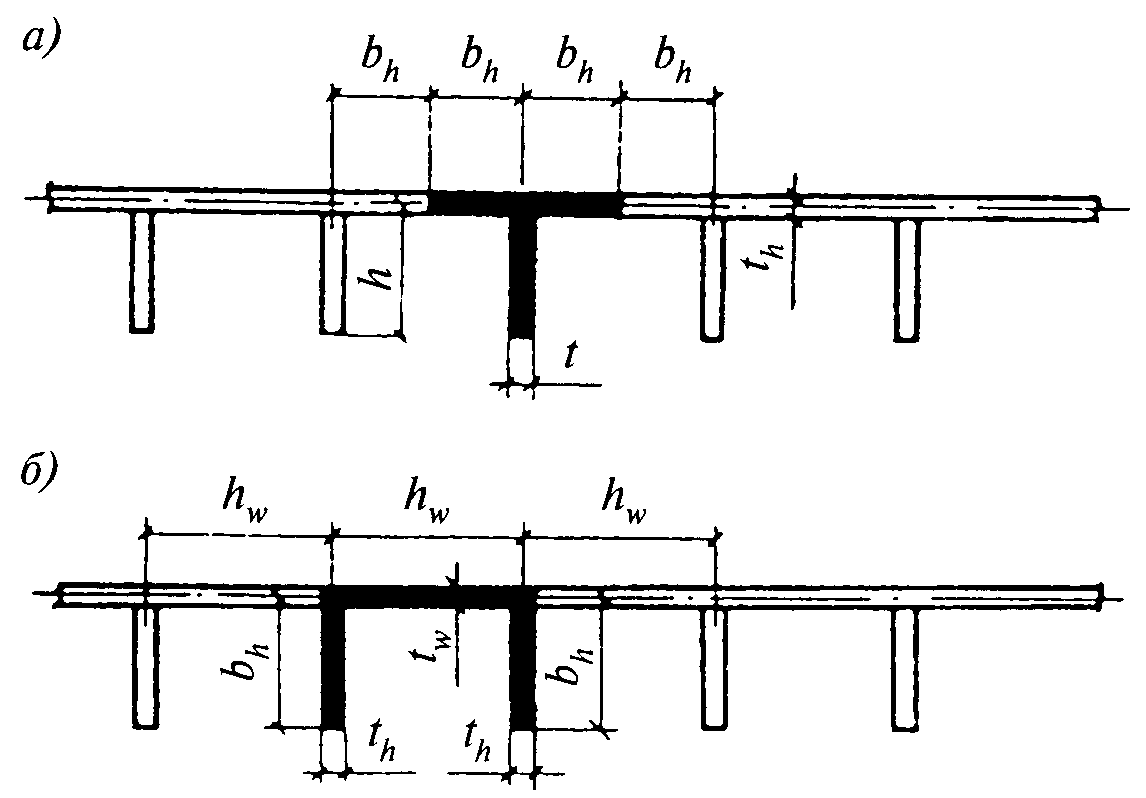 а)
b_h b_h b_h b_h
h
t_h
t
б)
h_w h_w h_w
b_h t_w b_h
t_h t_h